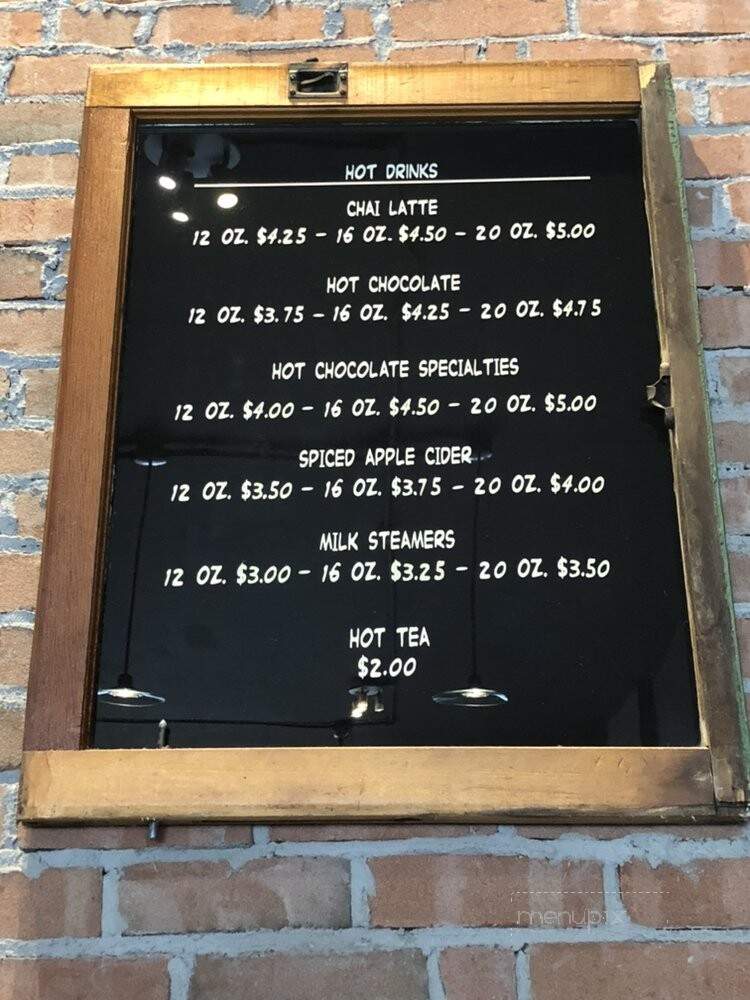 HOT DRINKS
CHAI LATTE
12 OZ. $4.25 - 16 OZ. $4.50 - 20 OZ. $5.00
HOT CHOCOLATE
12 OZ. $3.75 - 16 OZ. $4.25 - 20 OZ. $4.75
HOT CHOCOLATE SPECIALTIES
12 OZ. $4.00 - 16 OZ. $4.50 - 20 OZ. $5.00
SPICED APPLE CIDER
12 OZ. $3.50 - 16 OZ. $3.75 - 20 OZ. $4.00
MILK STEAMERS
12 OZ. $3.00 - 16 OZ. $3.25 - 20 OZ. $3.50
HOT TEA
$2.00
menupix